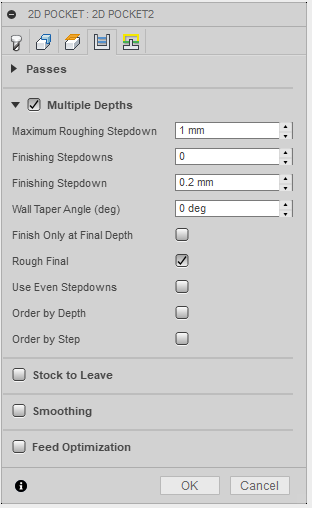 2D POCKET : 2D POCKET2
Passes
Multiple Depths
Maximum Roughing Stepdown 1 mm
Finishing Stepdowns 0
Finishing Stepdown 0.2 mm
Wall Taper Angle (deg) 0 deg
Finish Only at Final Depth
Rough Final
Use Even Stepdowns
Order by Depth
Order by Step
Stock to Leave
Smoothing
Feed Optimization
OK Cancel